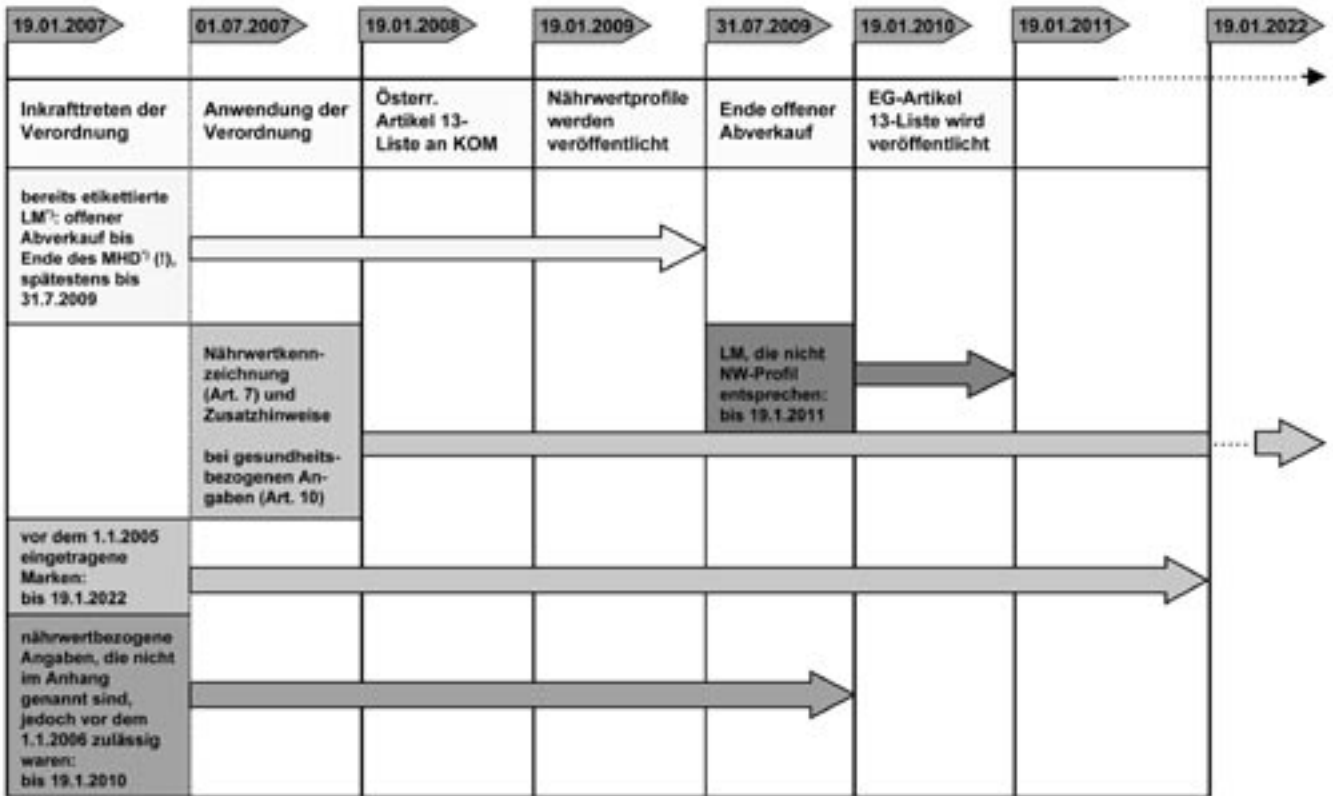 19.01.2007
01.07.2007
19.01.2008
19.01.2009
31.07.2009
19.01.2010
19.01.2011
19.01.2022
Inkrafttreten der
Verordnung
Anwendung der
Verordnung
Österr.
Artikel 13-
Liste an KOM
Nährwertprofile
werden
veröffentlicht
Ende offener
Abverkauf
EG-Artikel
13-Liste wird
veröffentlicht
bereits etikettierte
LM*): offener
Abverkauf bis
Ende des MHD*) (!),
spätestens bis
31.7.2009
Nährwertkenn-
zeichnung
(Art. 7) und
Zusatzhinweise
bei gesundheits-
bezogenen An-
gaben (Art. 10)
LM, die nicht
NW-Profil
entsprechen:
bis 19.1.2011
vor dem 1.1.2005
eingetragene
Marken:
bis 19.1.2022
nährwertbezogene
Angaben, die nicht
im Anhang
genannt sind,
jedoch vor dem
1.1.2006 zulässig
waren:
bis 19.1.2010